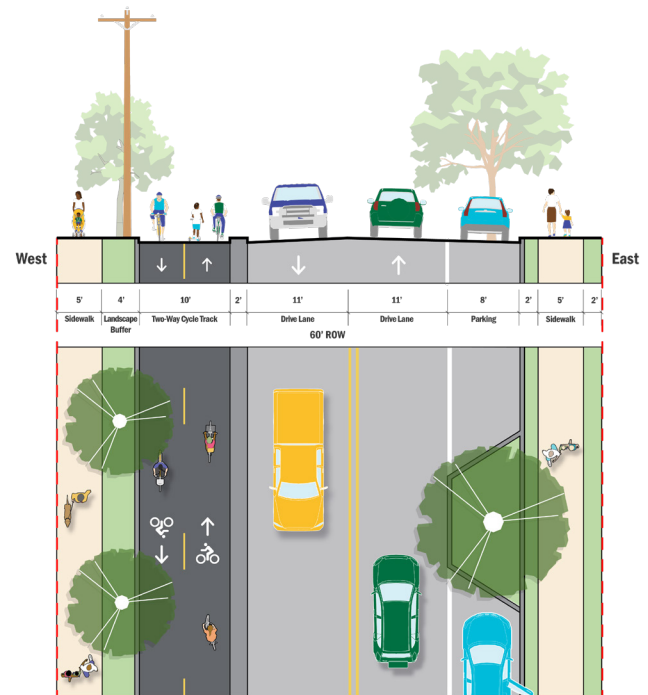 West
East
5' 4' 10' 2' 11' 11' 8' 2' 5' 2'
Sidewalk Landscape Buffer Two-Way Cycle Track Drive Lane Drive Lane Parking Sidewalk
60' ROW